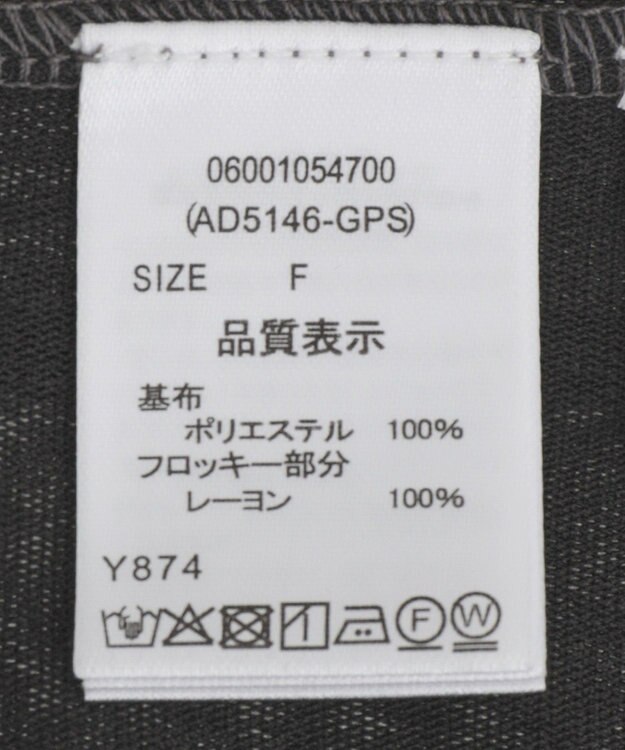 06001054700
(AD5146-GPS)
SIZE F
品質表示
基布
ポリエステル 100%
フロッキー部分
レーヨン 100%
Y874
F W